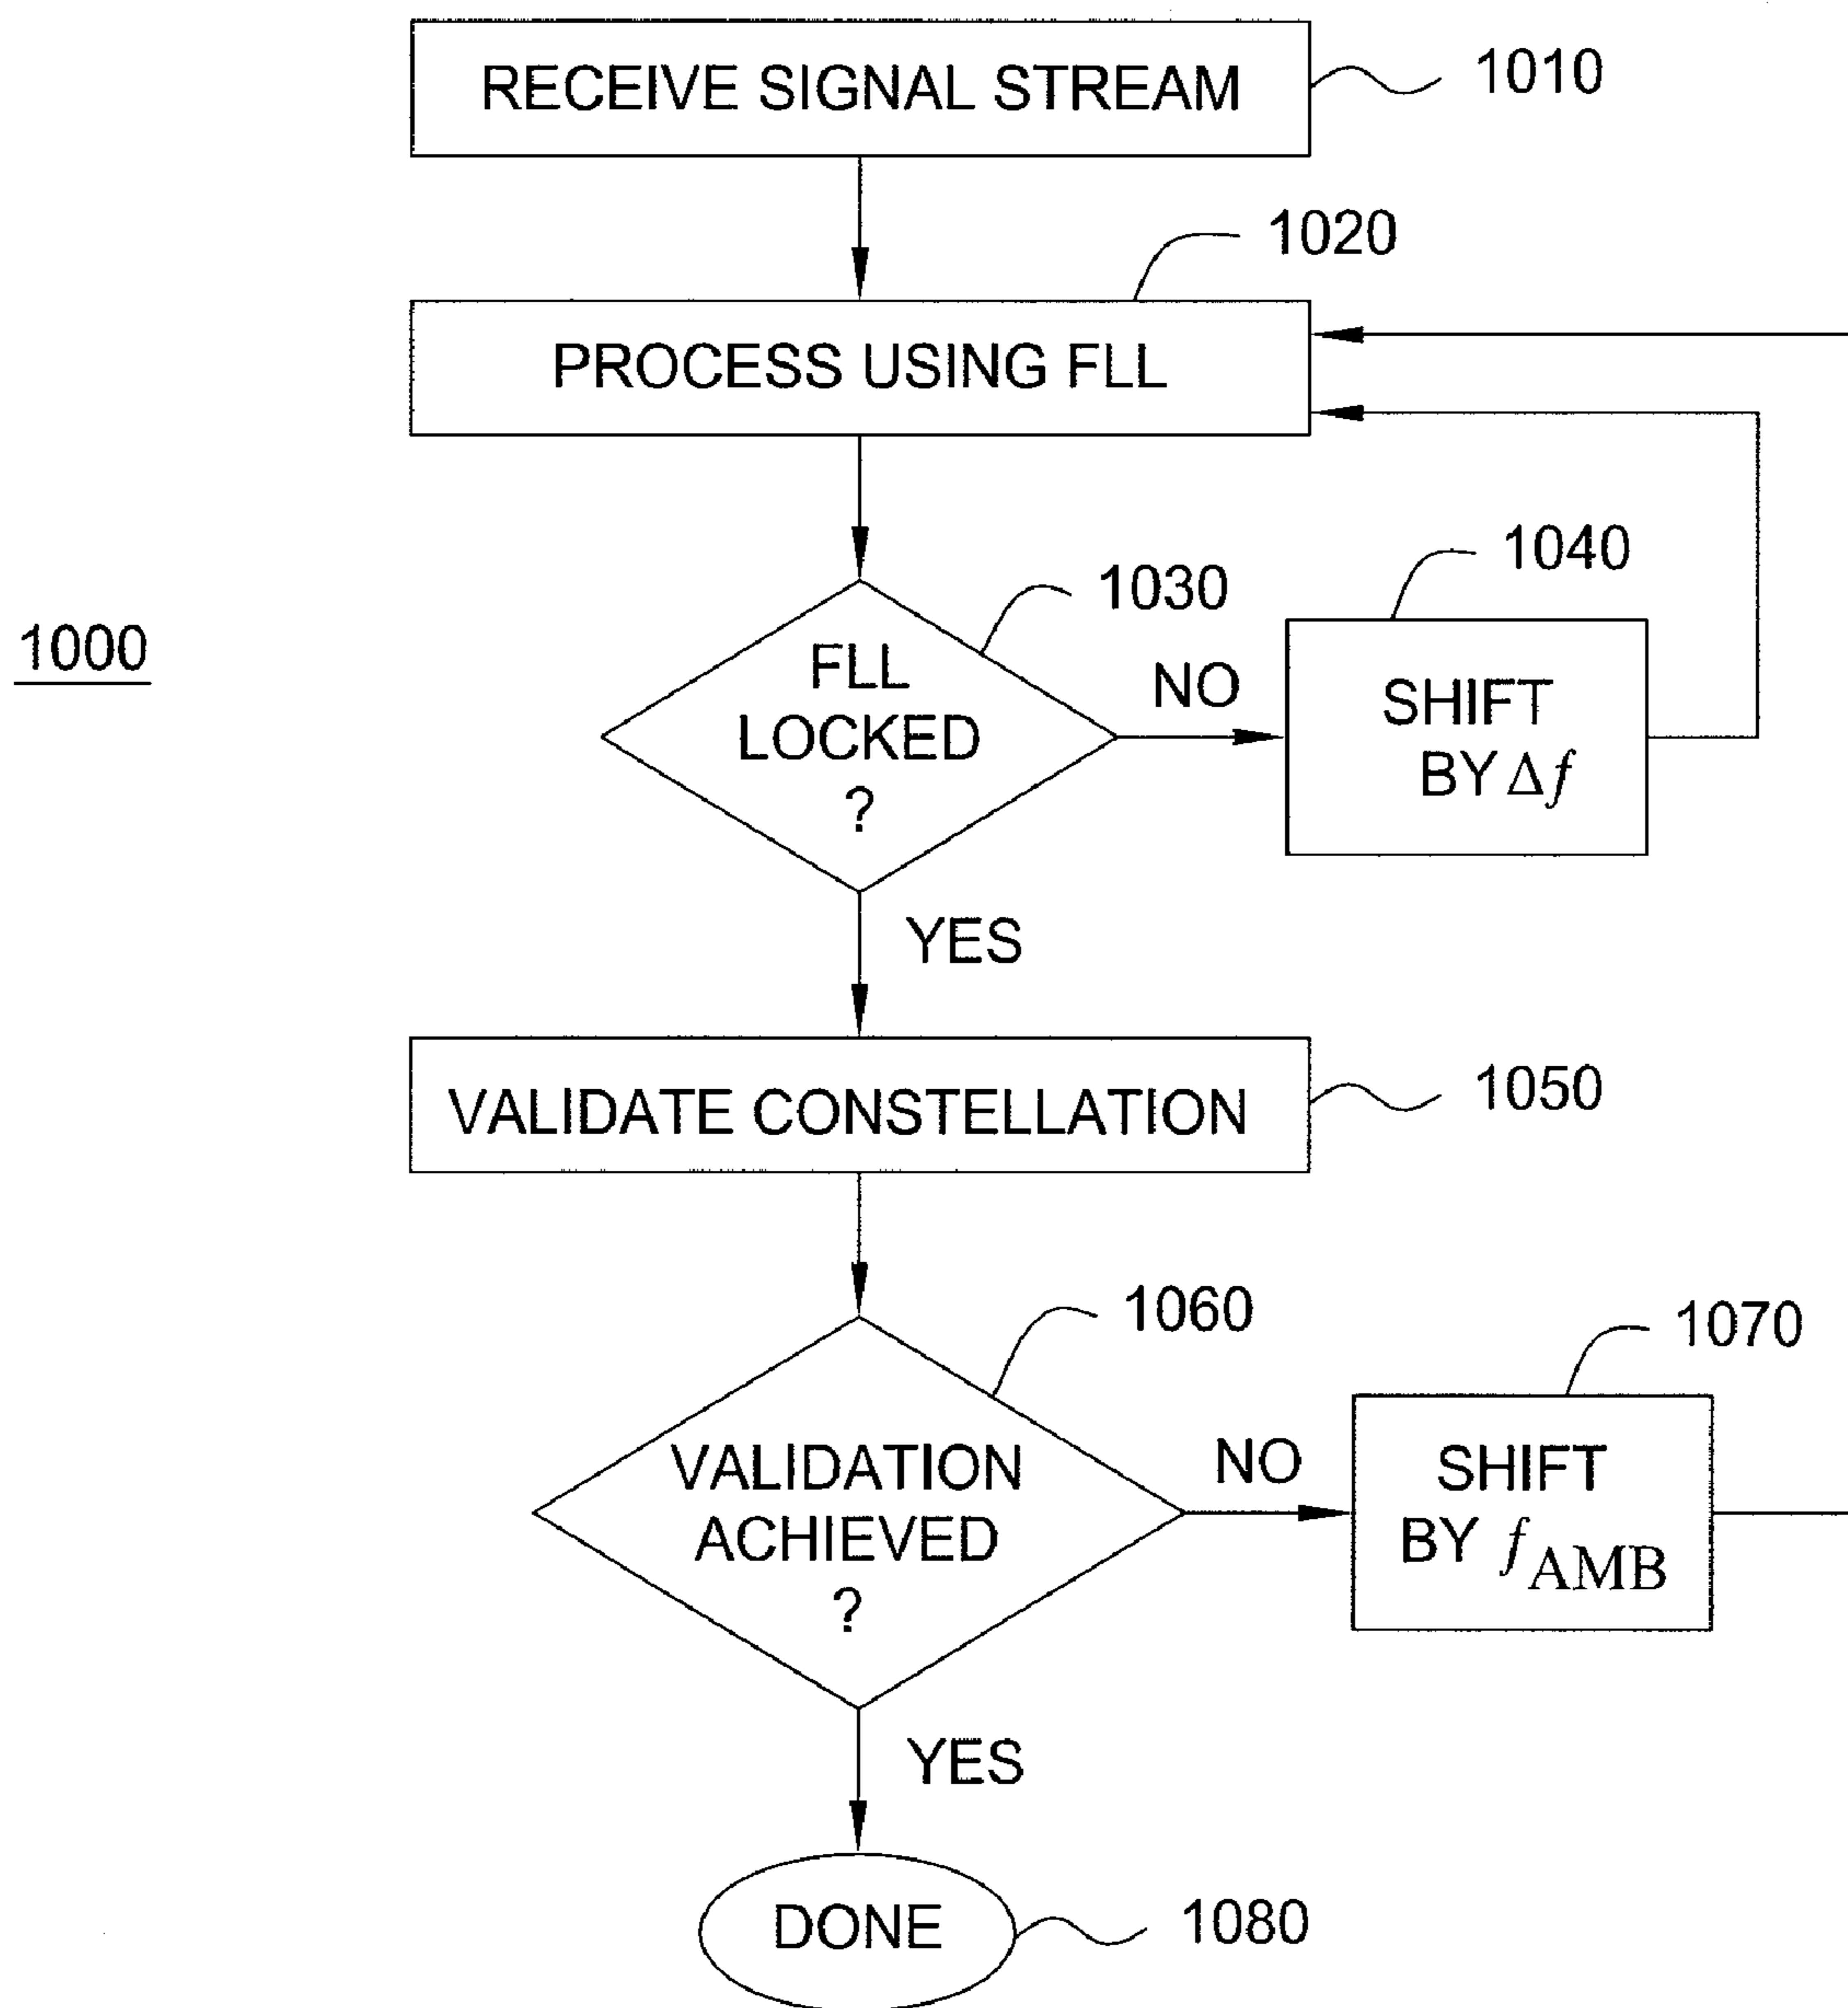 RECEIVE SIGNAL STREAM
1010
1020
PROCESS USING FLL
1000
FLL
LOCKED
?
1030
NO
1040
SHIFT
BY Δf
YES
VALIDATE CONSTELLATION
1050
1060
VALIDATION
ACHIEVED
?
NO
1070
SHIFT
BY fAMB
YES
DONE
1080